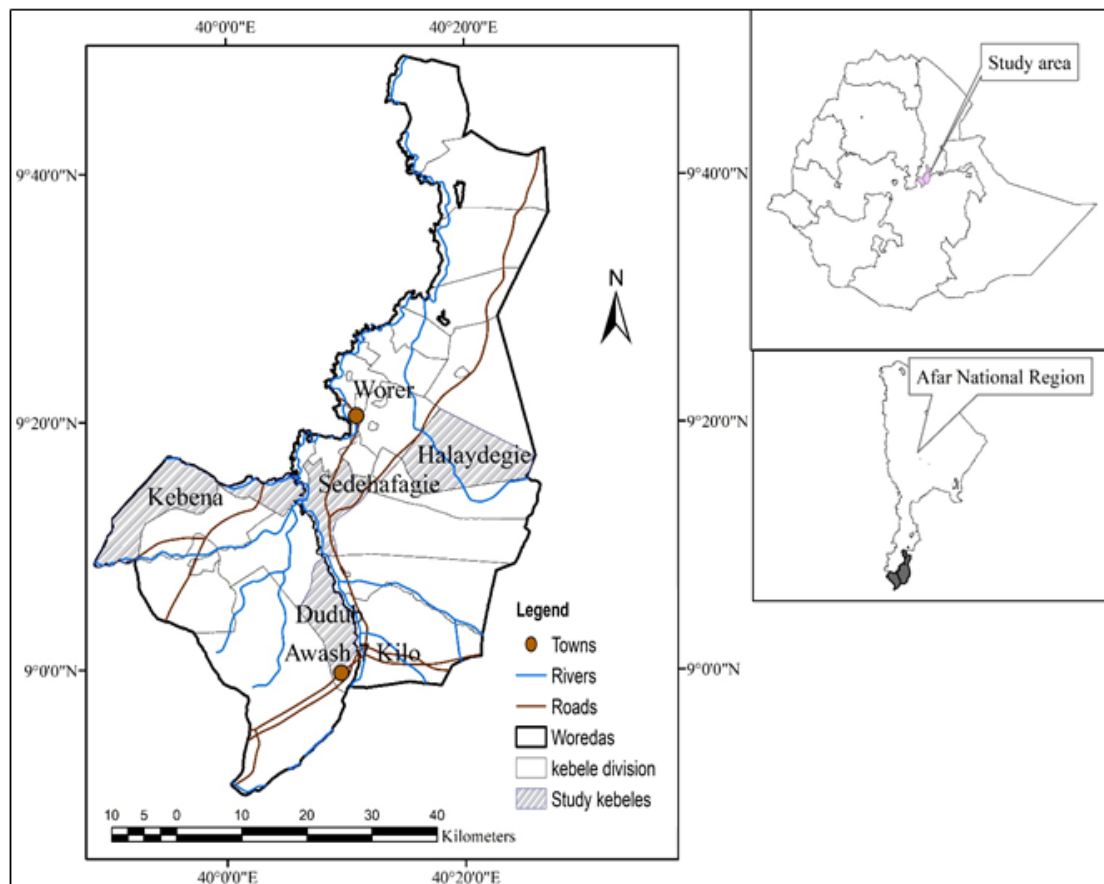 40°0'0"E
40°20'0"E
9°40'0"N
9°40'0"N
N
Worer
9°20'0"N
9°20'0"N
Halaydegie
Kebena
Sedehafagie
Dudub
Awash 7 Kilo
9°0'0"N
9°0'0"N
Legend
Towns
Rivers
Roads
Woredas
kebele division
Study kebeles
10 5 0 10 20 30 40
Kilometers
40°0'0"E
40°20'0"E
Study area
Afar National Region